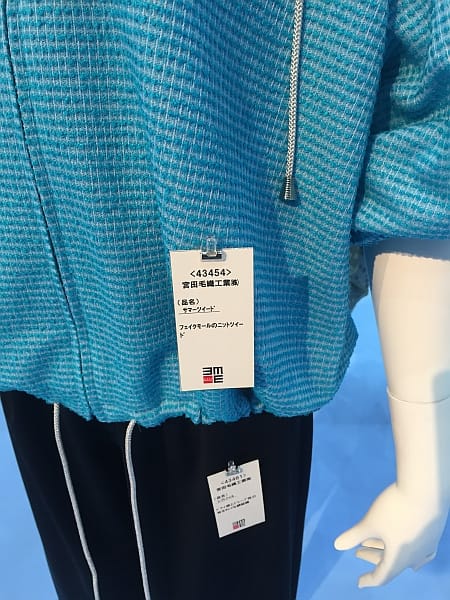 <43454>
宮田毛織工業㈱
(品名)
サマーツイード
フェイクモールのニットツイー
ド
<43461>
宮田毛織工業㈱